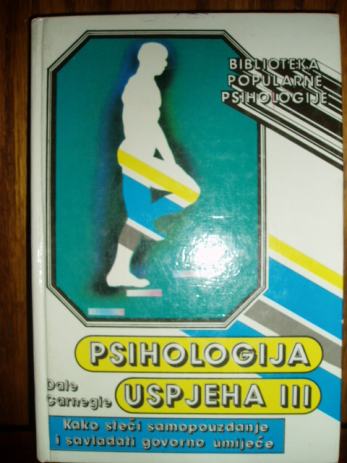 BIBLIOTEKA
POPULARNE
PSIHOLOGIJE
PSIHOLOGIJA
Dale
Carnegie
USPJEHA III
Kako steći samopouzdanje
i savladati govorno umijeće